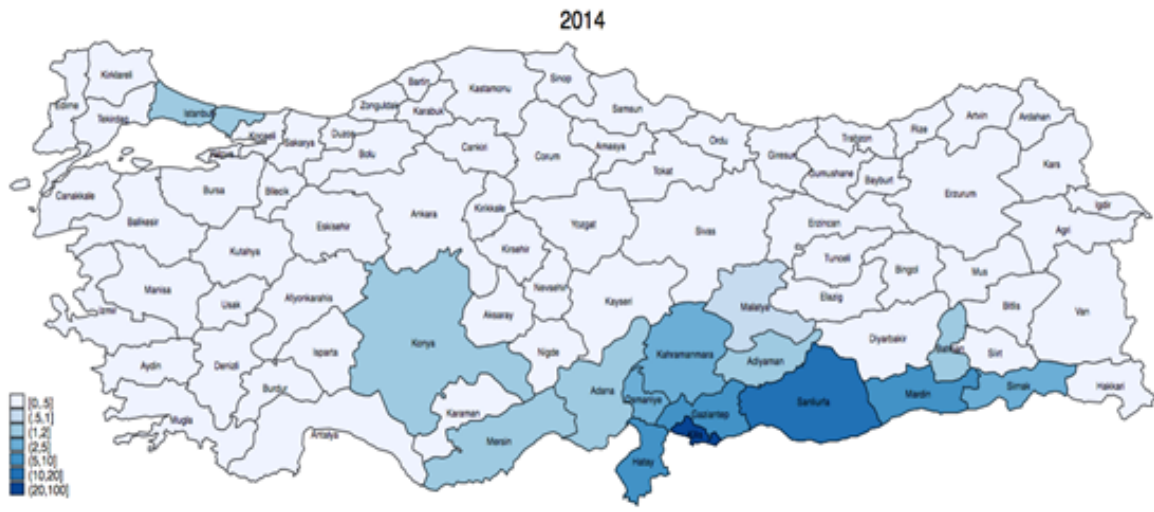 2014
Kirklareli
Edirne
Tekirdag
Istanbul
Kocaeli
Sakarya
Duzce
Zonguldak
Bartin
Karabuk
Kastamonu
Sinop
Samsun
Bolu
Cankiri
Corum
Amasya
Ordu
Tokat
Giresun
Trabzon
Gumushane
Bayburt
Rize
Artvin
Ardahan
Kars
Erzurum
Igdir
Agri
Canakkale
Balikesir
Bursa
Bilecik
Eskisehir
Ankara
Kirikkale
Kirsehir
Yozgat
Sivas
Erzincan
Tunceli
Bingol
Mus
Bitlis
Van
Kutahya
Manisa
Usak
Afyonkarahis
Izmir
Aydin
Denizli
Isparta
Burdur
Mugla
Antalya
Konya
Aksaray
Nevsehir
Kayseri
Nigde
Karaman
Mersin
Adana
Malatya
Elazig
Diyarbakir
Batman
Siirt
Hakkari
Kahramanmara
Adiyaman
Osmaniye
Gaziantep
Hatay
Sanliurfa
Mardin
Sirnak
[0,.5]
(.5,1]
(1,2]
(2,5]
(5,10]
(10,20]
(20,100]